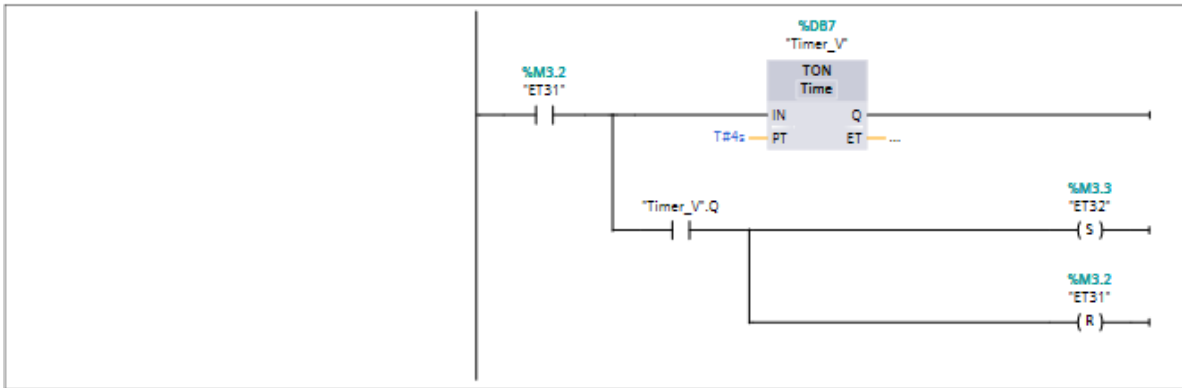 %DB7
"Timer_V"
%M3.2
"ET31"
TON
Time
IN Q
T#4s PT ET ...
"Timer_V".Q
%M3.3
"ET32"
S
%M3.2
"ET31"
R